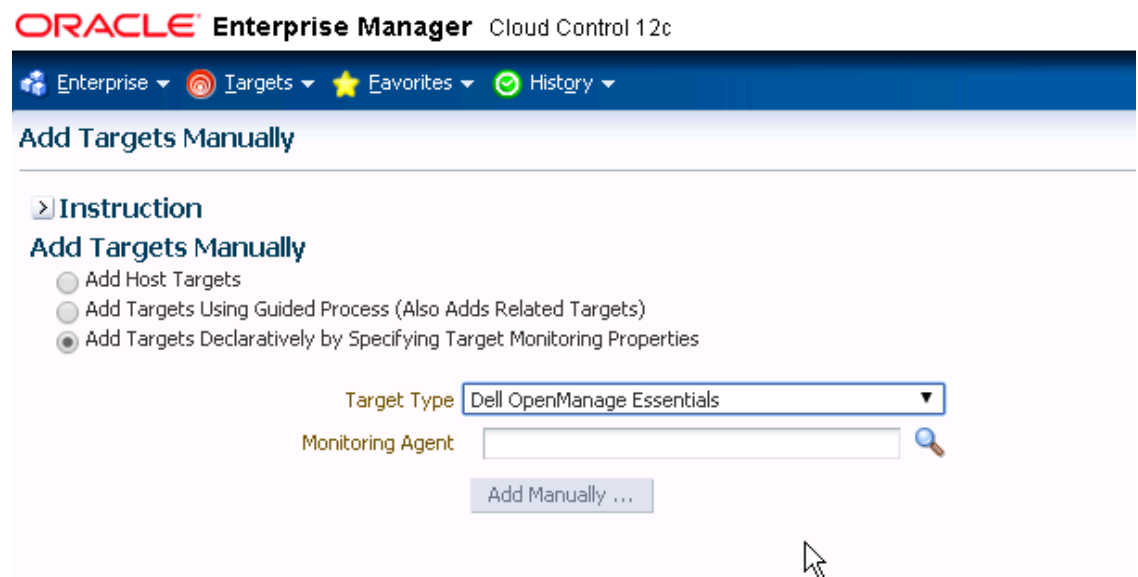 ORACLE Enterprise Manager Cloud Control 12c
Enterprise Targets Favorites History
Add Targets Manually
Instruction
Add Targets Manually
Add Host Targets
Add Targets Using Guided Process (Also Adds Related Targets)
Add Targets Declaratively by Specifying Target Monitoring Properties
Target Type Dell OpenManage Essentials
Monitoring Agent
Add Manually ...